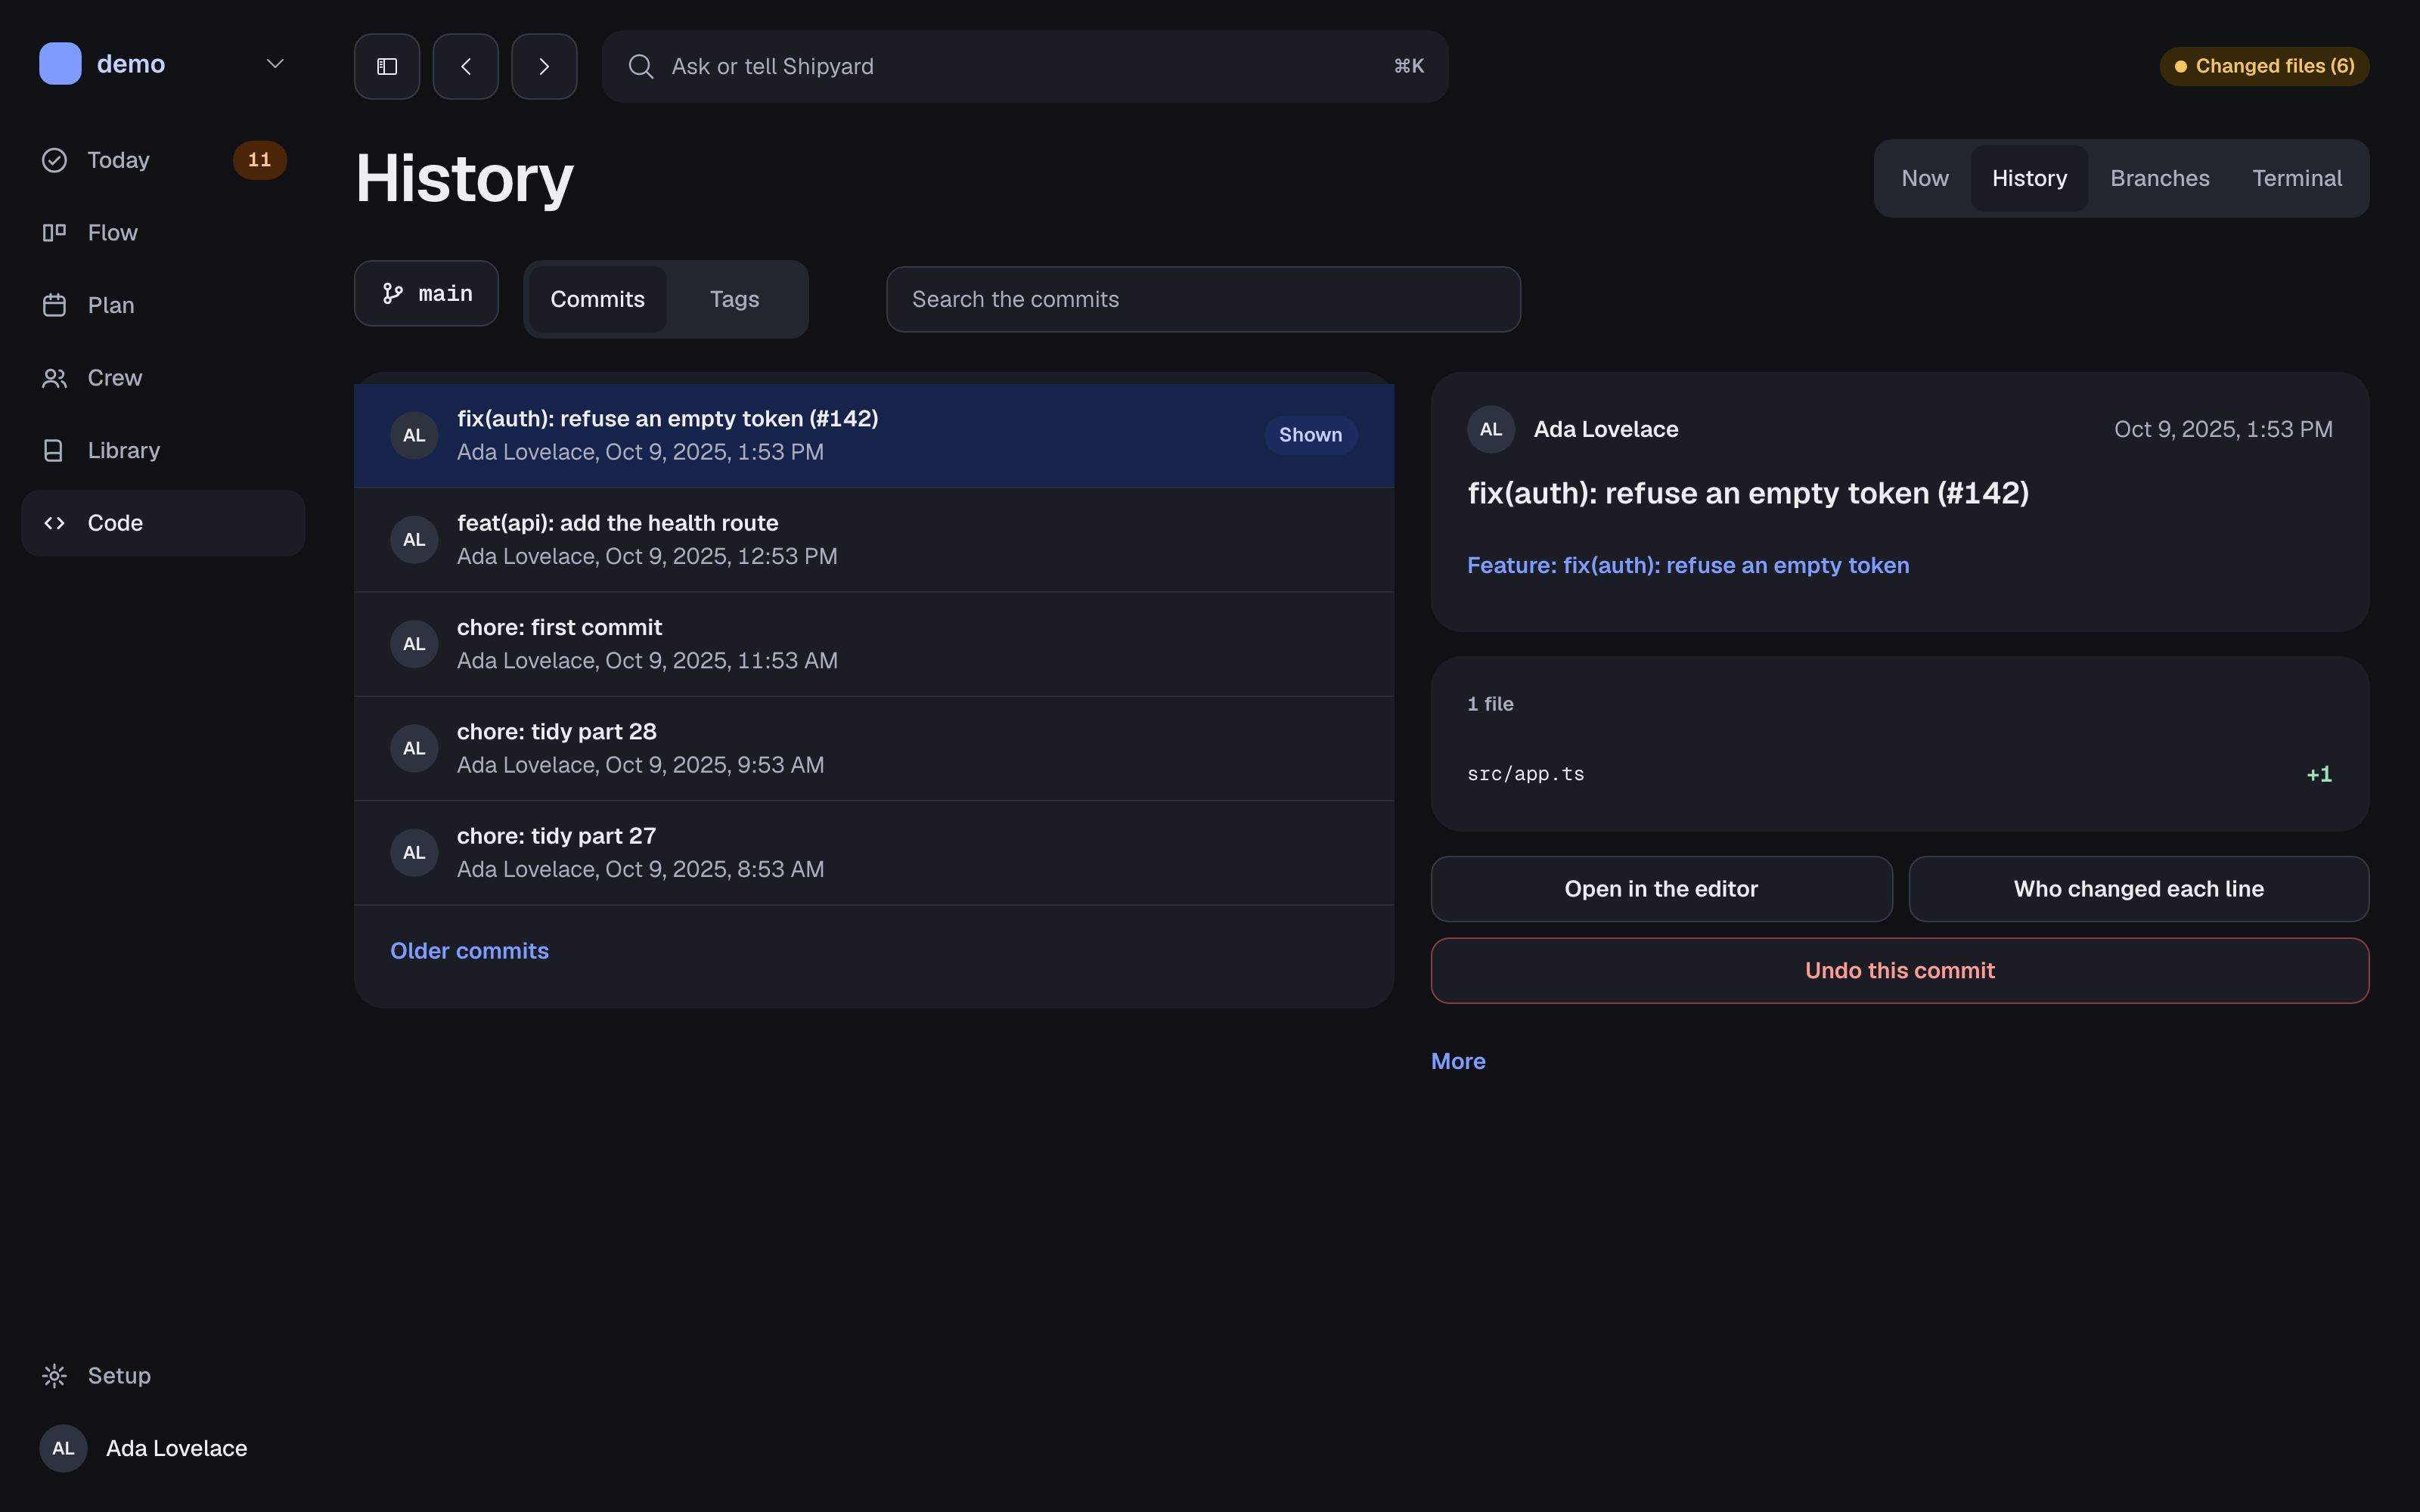 demo
Ask or tell Shipyard
⌘K
Changed files (6)
Today
11
Flow
Plan
Crew
Library
Code
History
Now
History
Branches
Terminal
main
Commits
Tags
Search the commits
AL
fix(auth): refuse an empty token (#142)
Ada Lovelace, Oct 9, 2025, 1:53 PM
Shown
AL
feat(api): add the health route
Ada Lovelace, Oct 9, 2025, 12:53 PM
AL
chore: first commit
Ada Lovelace, Oct 9, 2025, 11:53 AM
AL
chore: tidy part 28
Ada Lovelace, Oct 9, 2025, 9:53 AM
AL
chore: tidy part 27
Ada Lovelace, Oct 9, 2025, 8:53 AM
Older commits
AL
Ada Lovelace
Oct 9, 2025, 1:53 PM
fix(auth): refuse an empty token (#142)
Feature: fix(auth): refuse an empty token
1 file
src/app.ts
+1
Open in the editor
Who changed each line
Undo this commit
More
Setup
AL
Ada Lovelace